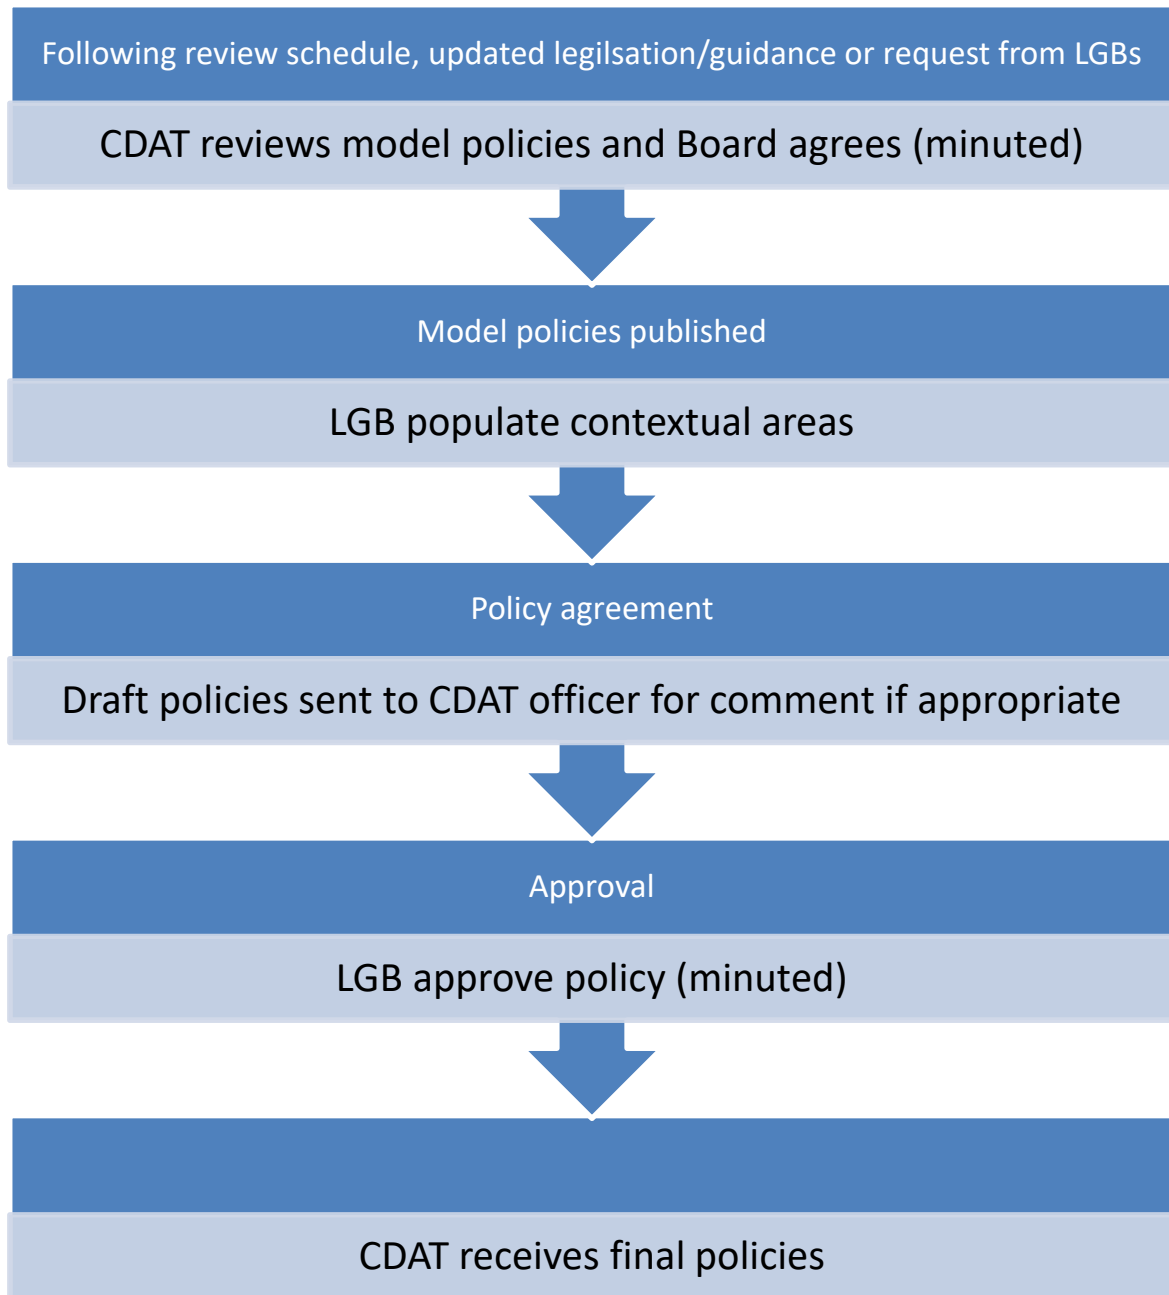 Following review schedule, updated legilsation/guidance or request from LGBs
CDAT reviews model policies and Board agrees (minuted)
Model policies published
LGB populate contextual areas
Policy agreement
Draft policies sent to CDAT officer for comment if appropriate
Approval
LGB approve policy (minuted)
CDAT receives final policies